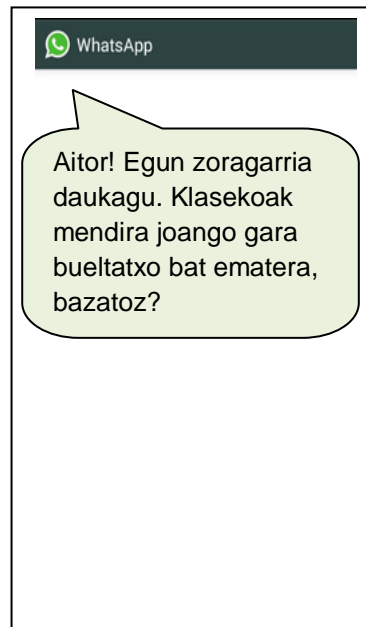 WhatsApp
Aitor! Egun zoragarria
daukagu. Klasekoak
mendira joango gara
bueltatxo bat ematera,
bazatoz?